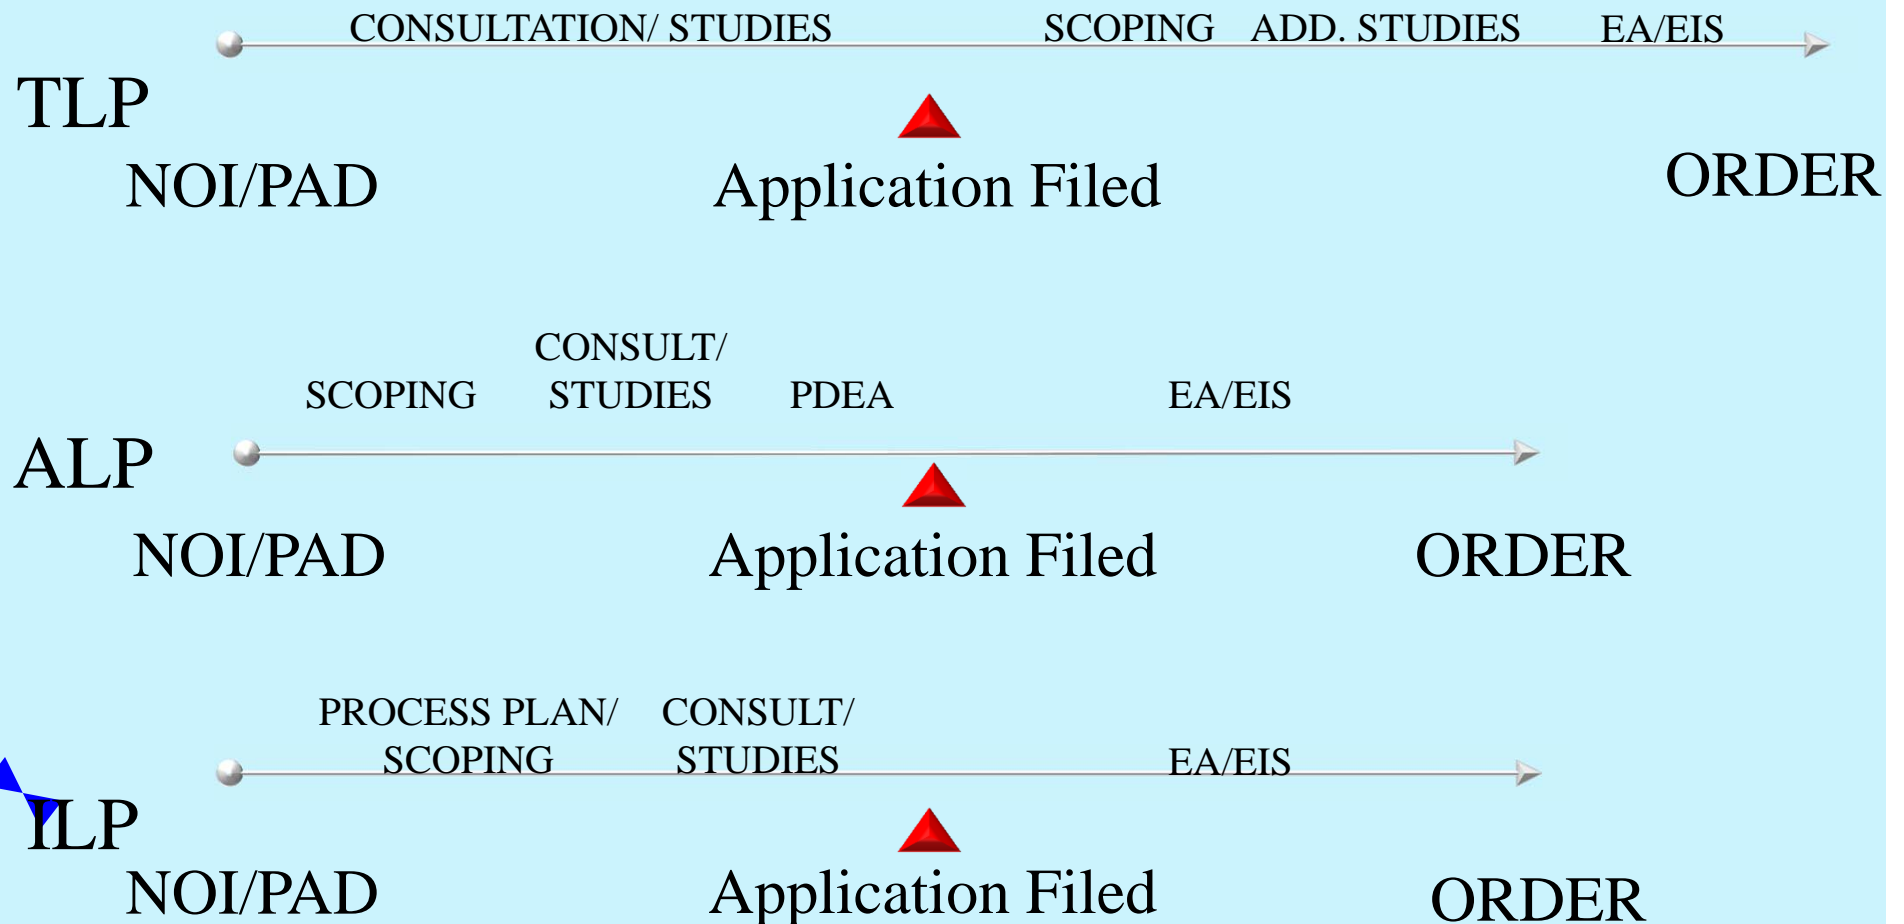 CONSULTATION/ STUDIES SCOPING ADD. STUDIES EA/EIS
TLP
NOI/PAD Application Filed ORDER
CONSULT/
SCOPING STUDIES PDEA EA/EIS
ALP
NOI/PAD Application Filed ORDER
PROCESS PLAN/ CONSULT/
SCOPING STUDIES EA/EIS
ILP
NOI/PAD Application Filed ORDER